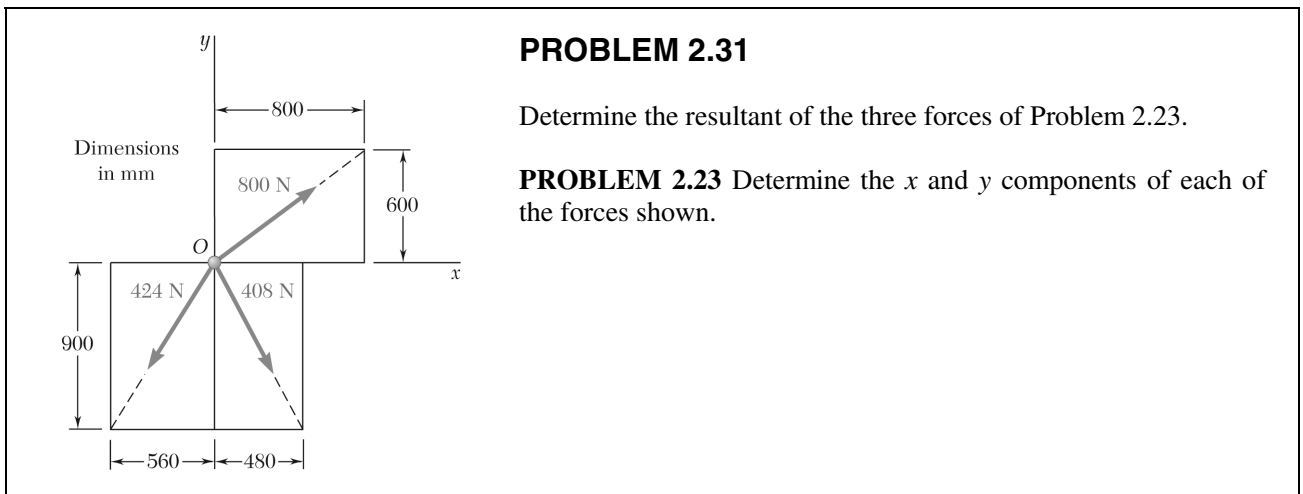 PROBLEM 2.31
Determine the resultant of the three forces of Problem 2.23.
PROBLEM 2.23 Determine the x and y components of each of
the forces shown.
y
800
Dimensions
in mm
800 N
600
O
x
424 N
408 N
900
560
480